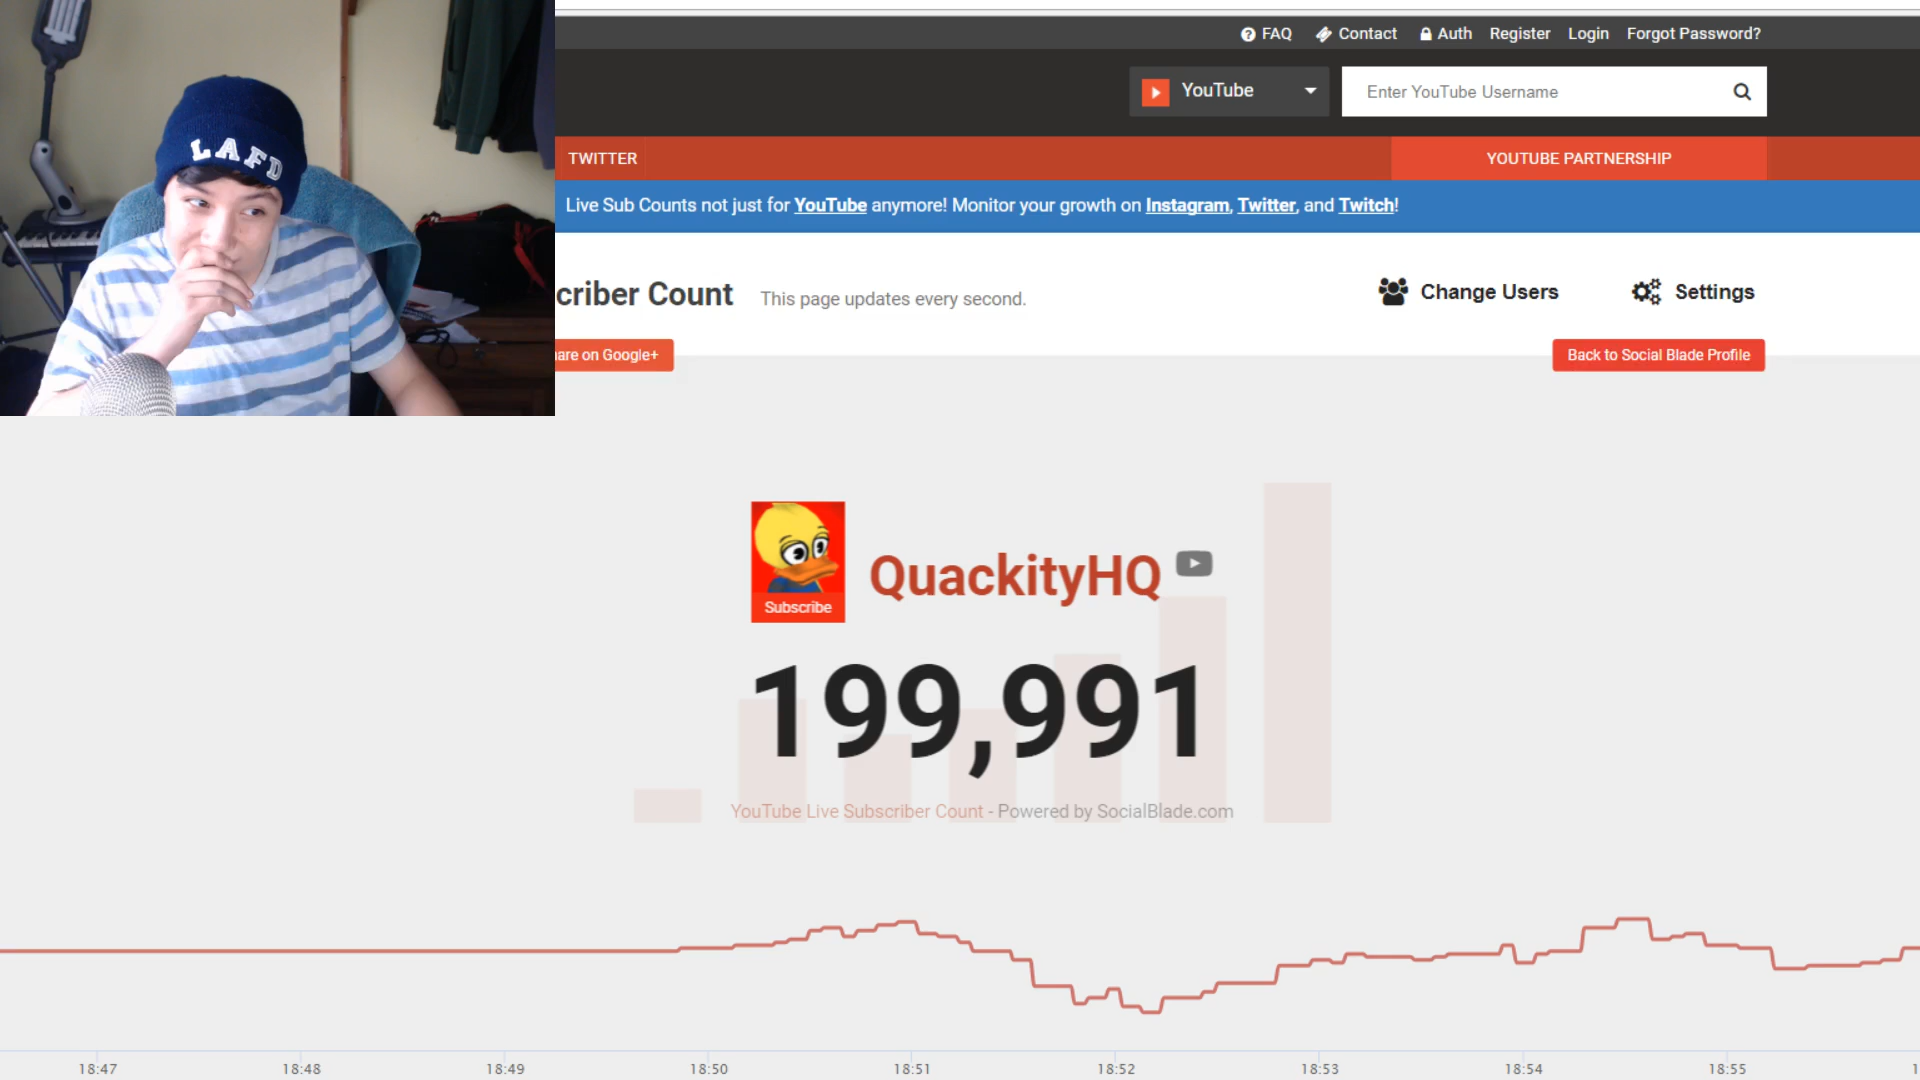 LAFD
FAQ Contact Auth Register Login Forgot Password?
YouTube Enter YouTube Username
TWITTER YOUTUBE PARTNERSHIP
Live Sub Counts not just for YouTube anymore! Monitor your growth on Instagram, Twitter, and Twitch!
criber Count This page updates every second. Change Users Settings
are on Google+ Back to Social Blade Profile
QuackityHQ
Subscribe
199,991
YouTube Live Subscriber Count - Powered by SocialBlade.com
18:47 18:48 18:49 18:50 18:51 18:52 18:53 18:54 18:55 1